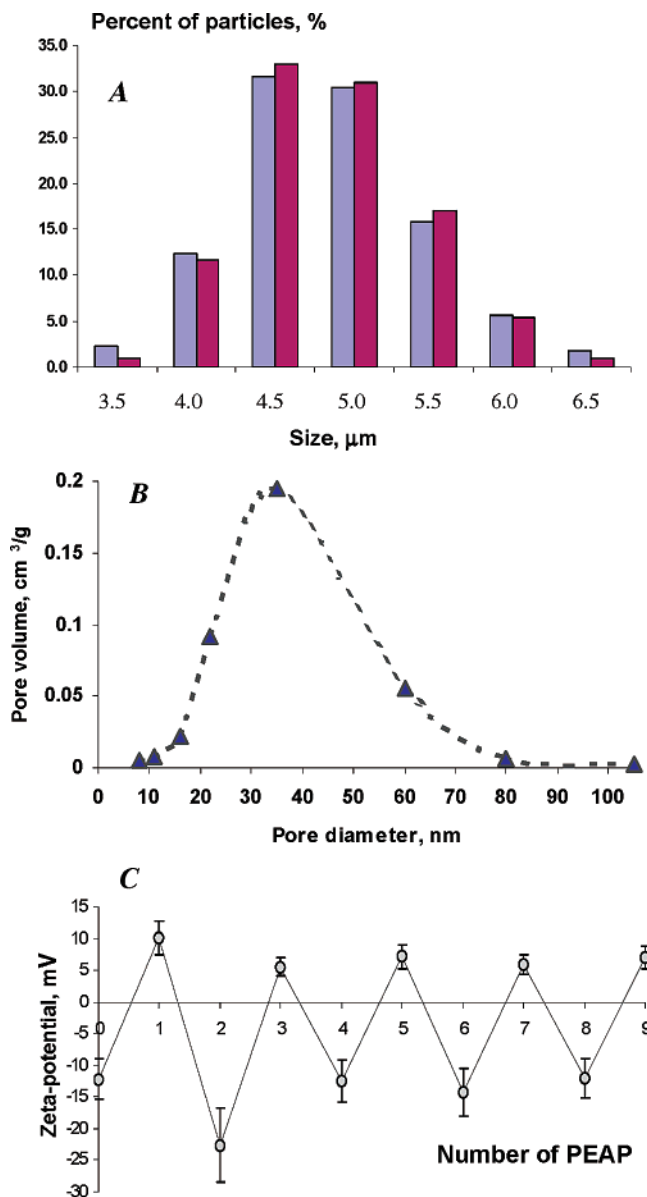 Percent of particles, %
A
35.0
30.0
25.0
20.0
15.0
10.0
5.0
0.0
3.5 4.0 4.5 5.0 5.5 6.0 6.5
Size, μm
B
Pore volume, cm ³/g
0.2
0.15
0.1
0.05
0
0 10 20 30 40 50 60 70 80 90 100
Pore diameter, nm
C
Zeta-potential, mV
15
10
5
0
-5
-10
-15
-20
-25
-30
0 1 2 3 4 5 6 7 8 9
Number of PEAP